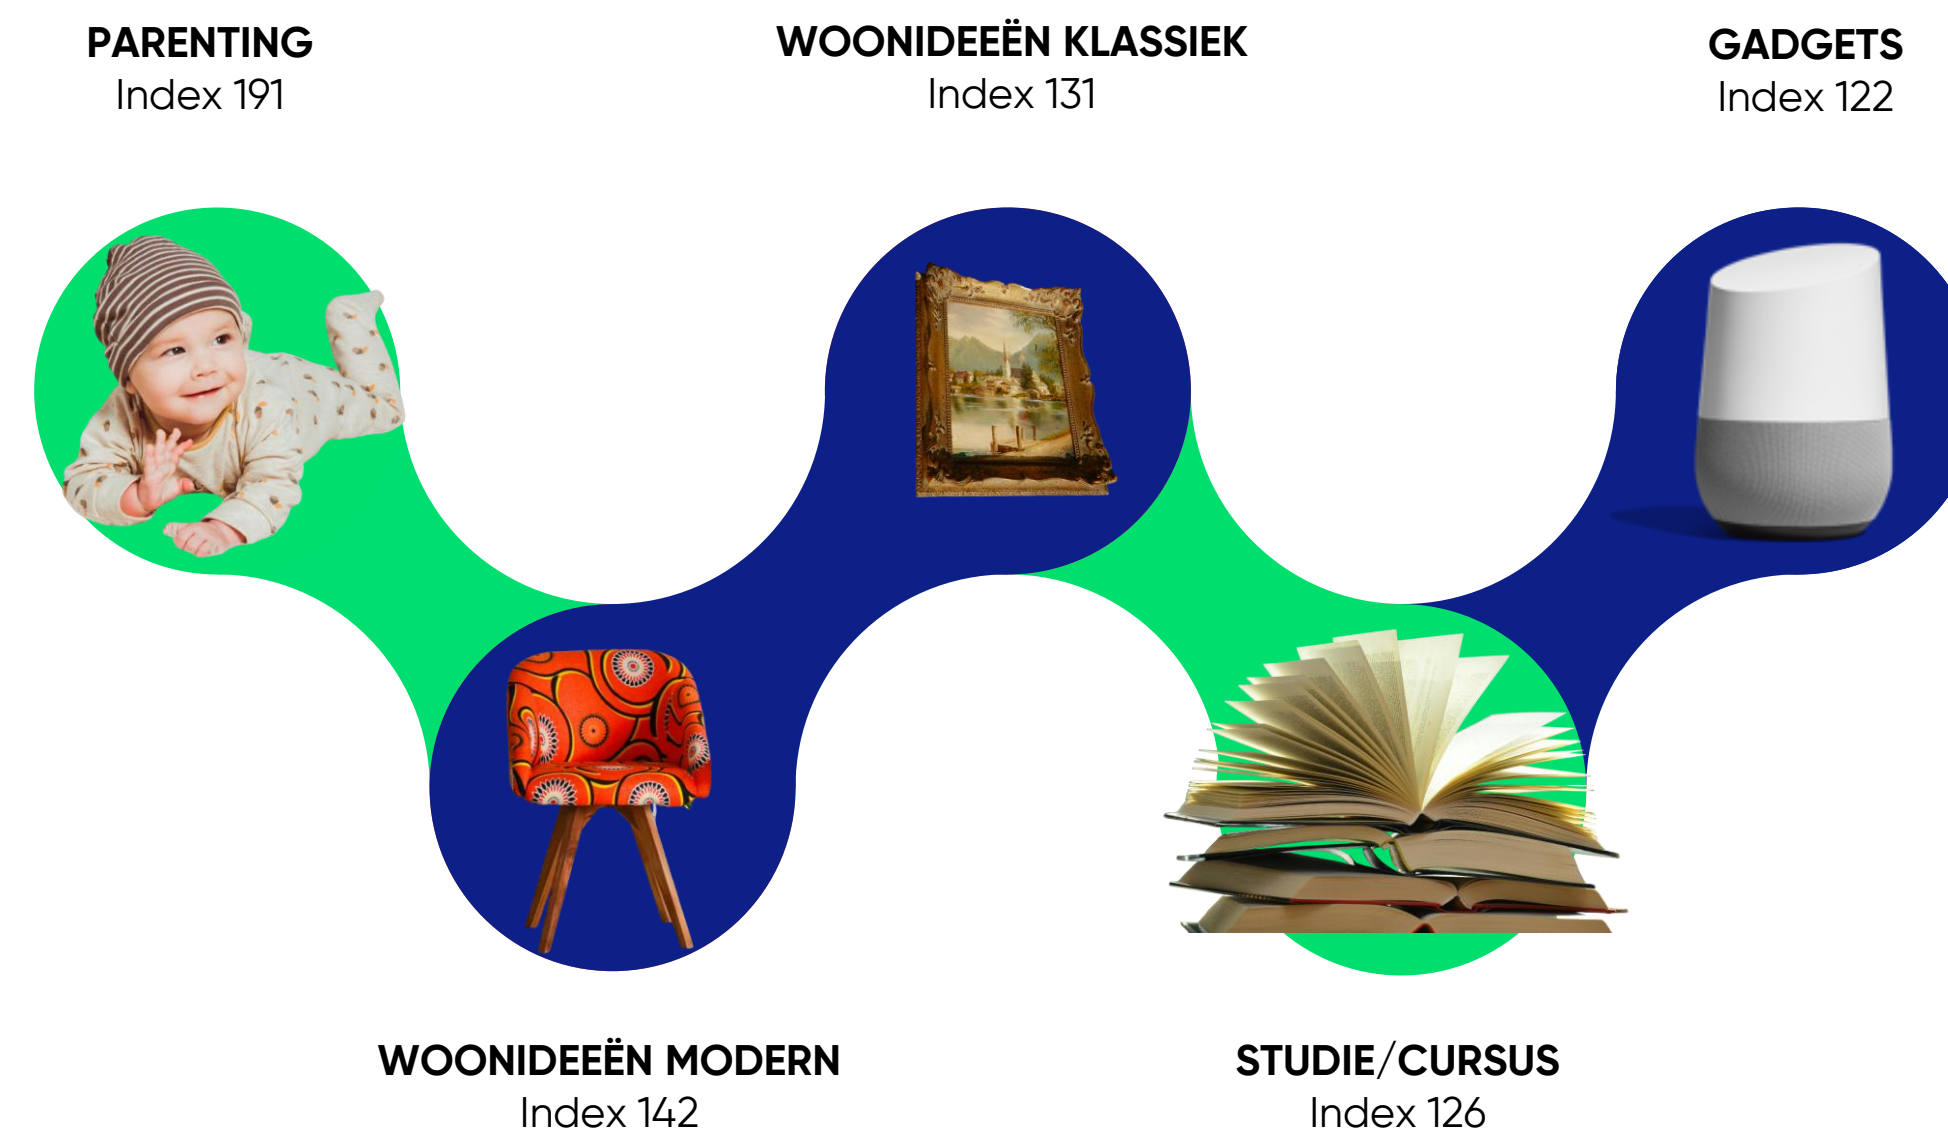 PARENTING
Index 191
WOONIDEEËN KLASSIEK
Index 131
GADGETS
Index 122
WOONIDEEËN MODERN
Index 142
STUDIE/CURSUS
Index 126